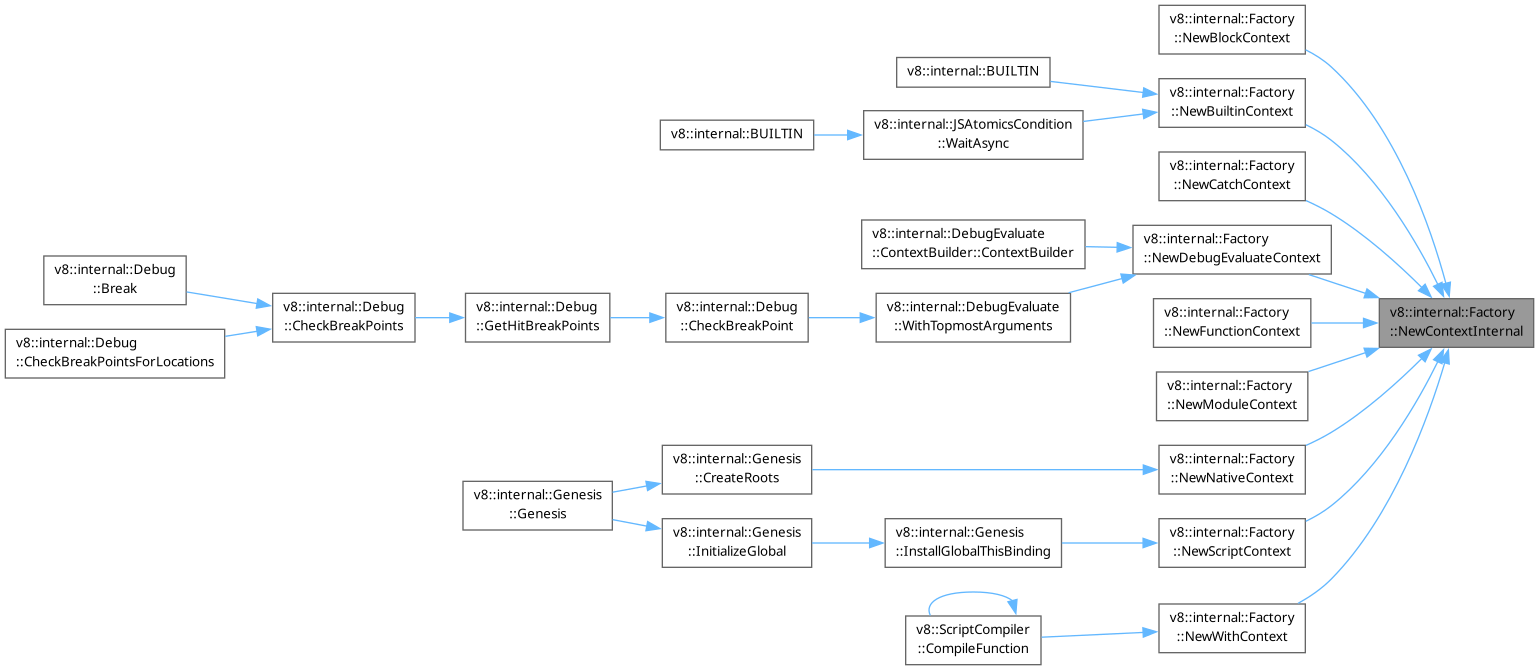 v8::internal::Factory
::NewBlockContext
v8::internal::BUILTIN
v8::internal::Factory
::NewBuiltinContext
v8::internal::JSAtomicsCondition
::WaitAsync
v8::internal::BUILTIN
v8::internal::Factory
::NewCatchContext
v8::internal::DebugEvaluate
::ContextBuilder::ContextBuilder
v8::internal::Factory
::NewDebugEvaluateContext
v8::internal::Debug
::Break
v8::internal::Debug
::CheckBreakPoints
v8::internal::Debug
::GetHitBreakPoints
v8::internal::Debug
::CheckBreakPoint
v8::internal::DebugEvaluate
::WithTopmostArguments
v8::internal::Factory
::NewFunctionContext
v8::internal::Factory
::NewContextInternal
v8::internal::Debug
::CheckBreakPointsForLocations
v8::internal::Factory
::NewModuleContext
v8::internal::Genesis
::CreateRoots
v8::internal::Factory
::NewNativeContext
v8::internal::Genesis
::Genesis
v8::internal::Genesis
::InitializeGlobal
v8::internal::Genesis
::InstallGlobalThisBinding
v8::internal::Factory
::NewScriptContext
v8::ScriptCompiler
::CompileFunction
v8::internal::Factory
::NewWithContext